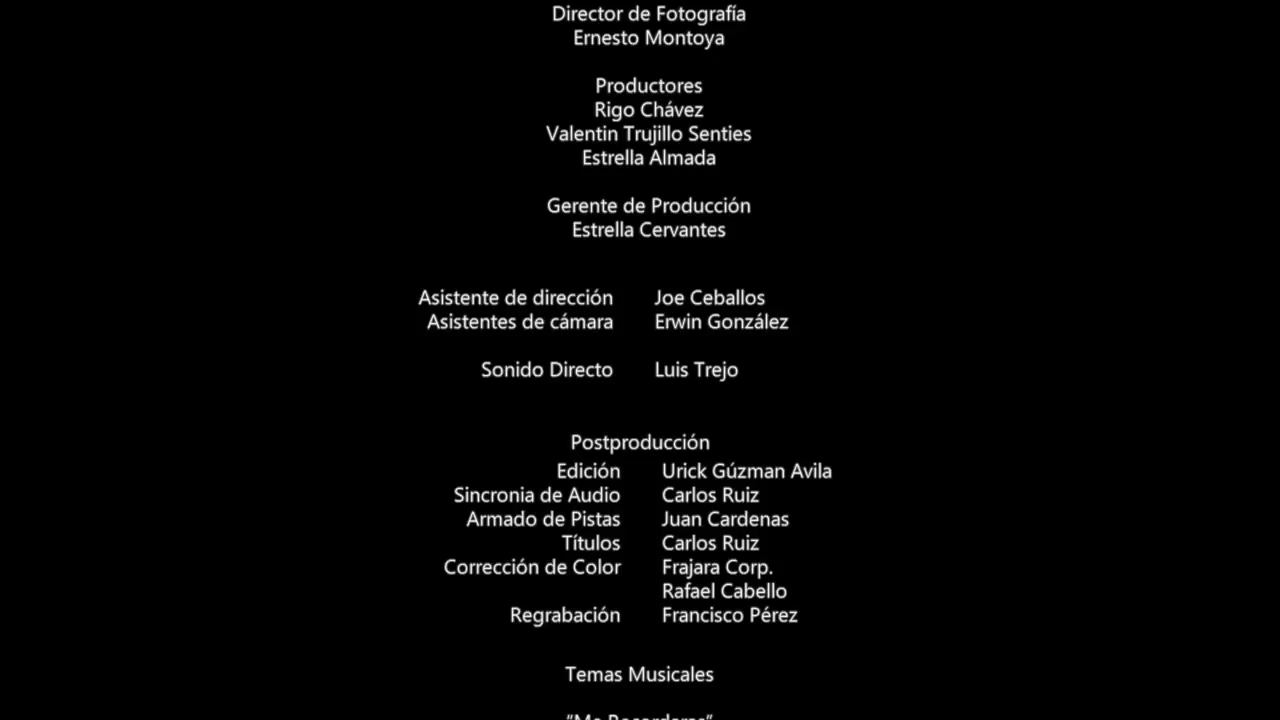 Director de Fotografía
Ernesto Montoya
Productores
Rigo Chávez
Valentin Trujillo Senties
Estrella Almada
Gerente de Producción
Estrella Cervantes
Asistente de dirección Joe Ceballos
Asistentes de cámara Erwin González
Sonido Directo Luis Trejo
Postproducción
Edición Urick Gúzman Avila
Sincronia de Audio Carlos Ruiz
Armado de Pistas Juan Cardenas
Títulos Carlos Ruiz
Corrección de Color Frajara Corp.
Rafael Cabello
Regrabación Francisco Pérez
Temas Musicales